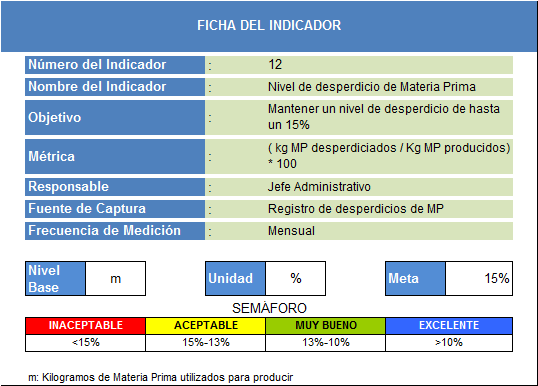 FICHA DEL INDICADOR
Número del Indicador : 12
Nombre del Indicador : Nivel de desperdicio de Materia Prima
Objetivo : Mantener un nivel de desperdicio de hasta
un 15%
Métrica : ( kg MP desperdiciados / Kg MP producidos)
* 100
Responsable : Jefe Administrativo
Fuente de Captura : Registro de desperdicios de MP
Frecuencia de Medición : Mensual
Nivel Base m Unidad % Meta 15%
SEMÁFORO
INACEPTABLE ACEPTABLE MUY BUENO EXCELENTE
<15% 15%-13% 13%-10% >10%
m: Kilogramos de Materia Prima utilizados para producir